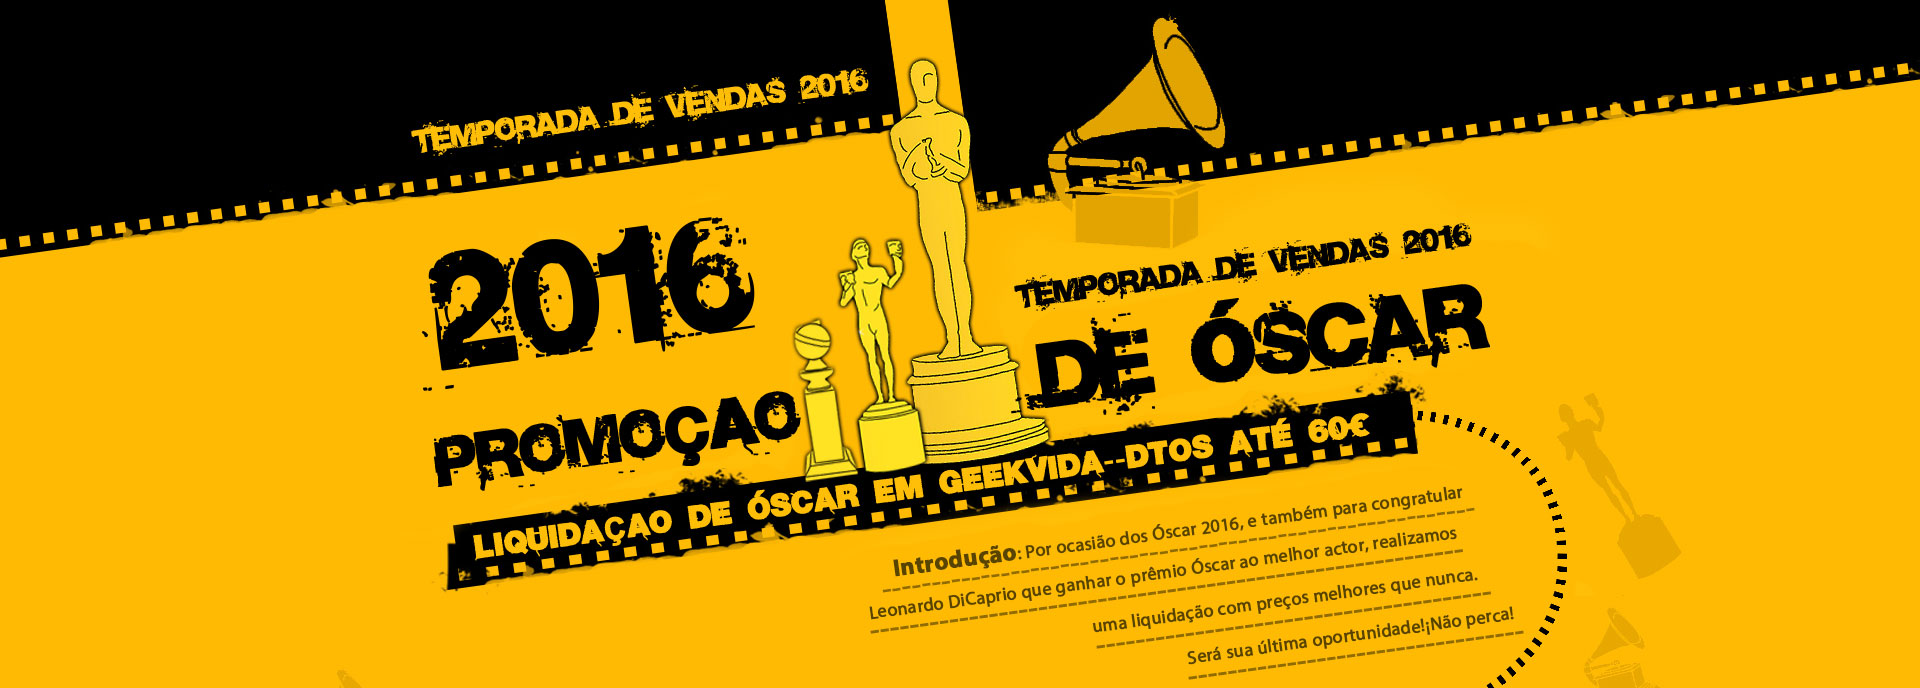 TEMPORADA DE VENDAS 2016
2016
PROMOÇAO
TEMPORADA DE VENDAS 2016
DE ÓSCAR
LIQUIDAÇAO DE ÓSCAR EM GEEKVIDA--DTOS ATÉ 60€
Introdução: Por ocasião dos Óscar 2016, e também para congratular
Leonardo DiCaprio que ganhar o prêmio Óscar ao melhor actor, realizamos
uma liquidação com preços melhores que nunca.
Será sua última oportunidade!¡Não perca!